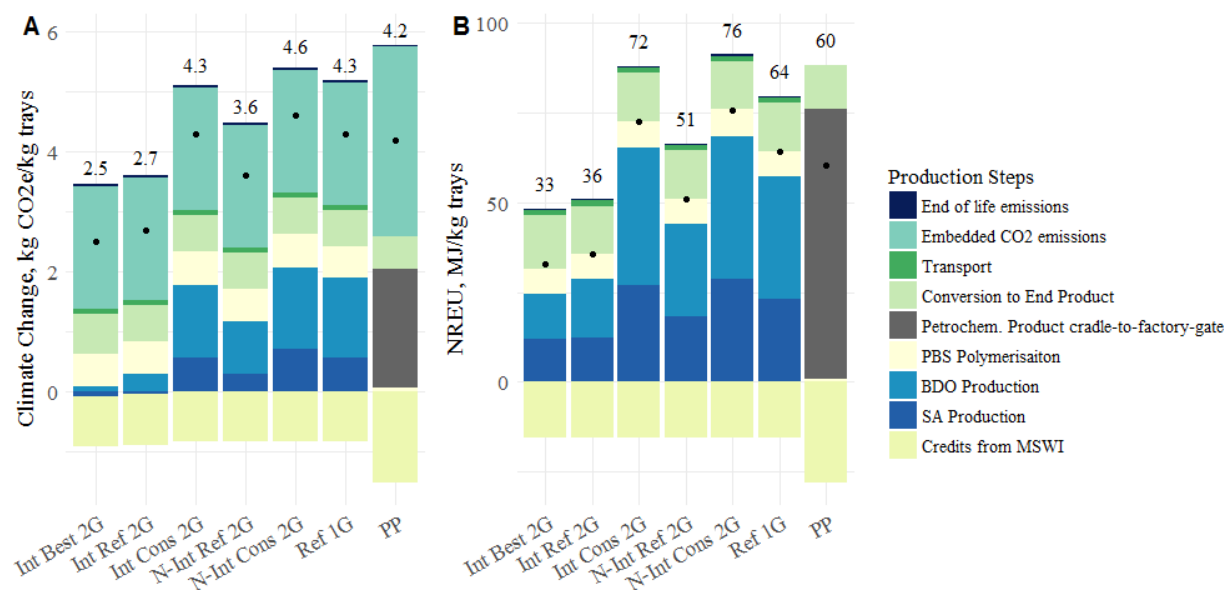 A
Climate Change, kg CO2e/kg trays
6
4
2
0
2.5
2.7
4.3
3.6
4.6
4.3
4.2
Int Best 2G
Int Ref 2G
Int Cons 2G
N-Int Ref 2G
N-Int Cons 2G
Ref 1G
PP
B
NREU, MJ/kg trays
100
50
0
33
36
72
51
76
64
60
Int Best 2G
Int Ref 2G
Int Cons 2G
N-Int Ref 2G
N-Int Cons 2G
Ref 1G
PP
Production Steps
End of life emissions
Embedded CO2 emissions
Transport
Conversion to End Product
Petrochem. Product cradle-to-factory-gate
PBS Polymerisaiton
BDO Production
SA Production
Credits from MSWI